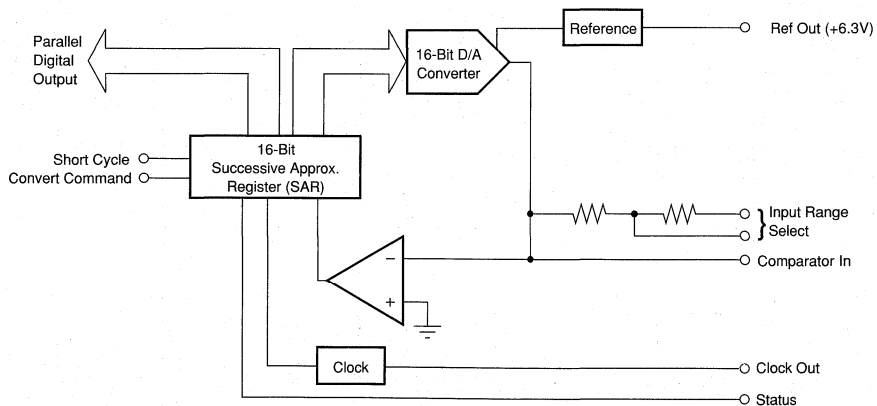 Parallel
Digital
Output
16-Bit D/A
Converter
Reference
Ref Out (+6.3V)
16-Bit
Successive Approx.
Register (SAR)
Short Cycle
Convert Command
Input Range
Select
Comparator In
–
+
Clock
Clock Out
Status